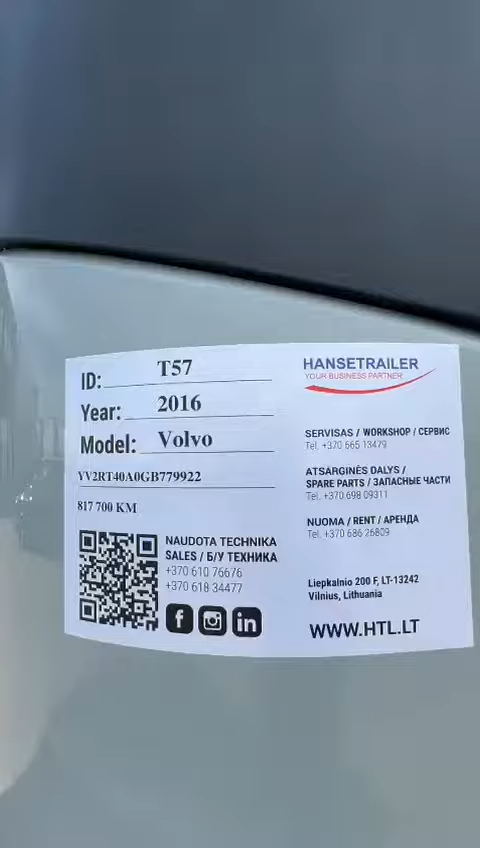 ID: T57
Year: 2016
Model: Volvo
YV2RT40A0GB779922
817 700 KM
NAUDOTA TECHNIKA
SALES / Б/У ТЕХНИКА
+370 610 76676
+370 618 34477
HANSETRAILER
YOUR BUSINESS PARTNER
SERVISAS / WORKSHOP / СЕРВИС
Tel. +370 665 13479
ATSARGINĖS DALYS /
SPARE PARTS / ЗАПАСНЫЕ ЧАСТИ
Tel. +370 698 09311
NUOMA / RENT / АРЕНДА
Tel. +370 686 26809
Liepkalnio 200 F, LT-13242
Vilnius, Lithuania
WWW.HTL.LT